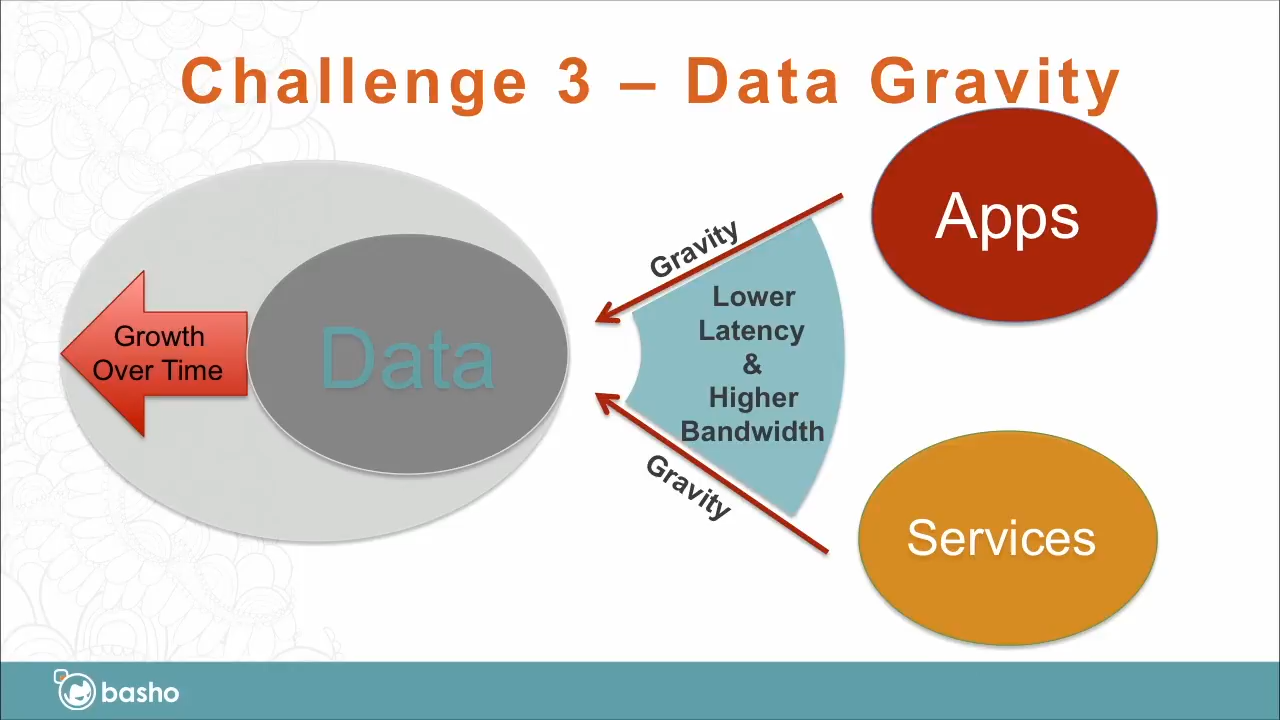 Challenge 3 – Data Gravity
Growth
Over Time
Data
Gravity
Lower
Latency
&
Higher
Bandwidth
Gravity
Apps
Services
basho